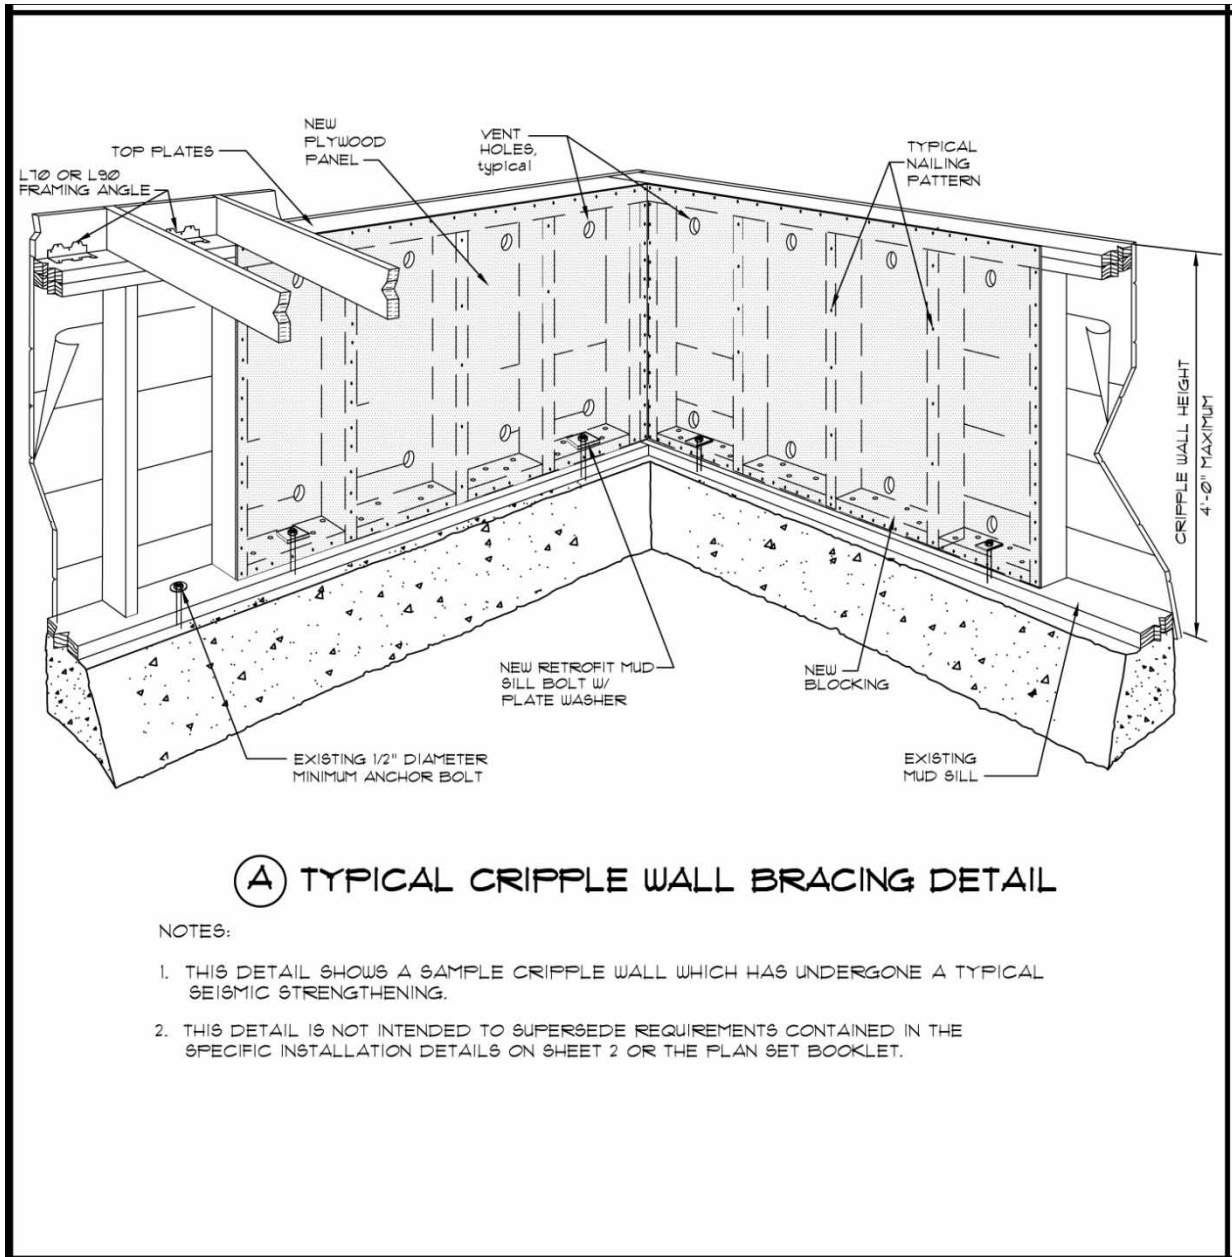 TOP PLATES
NEW
PLYWOOD
PANEL
VENT
HOLES,
typical
TYPICAL
NAILING
PATTERN
L70 OR L90
FRAMING ANGLE
CRIPPLE WALL HEIGHT
4'-0" MAXIMUM
NEW RETROFIT MUD
SILL BOLT W/
PLATE WASHER
NEW
BLOCKING
EXISTING 1/2" DIAMETER
MINIMUM ANCHOR BOLT
EXISTING
MUD SILL
A TYPICAL CRIPPLE WALL BRACING DETAIL
NOTES:
1. THIS DETAIL SHOWS A SAMPLE CRIPPLE WALL WHICH HAS UNDERGONE A TYPICAL
SEISMIC STRENGTHENING.
2. THIS DETAIL IS NOT INTENDED TO SUPERSEDE REQUIREMENTS CONTAINED IN THE
SPECIFIC INSTALLATION DETAILS ON SHEET 2 OR THE PLAN SET BOOKLET.